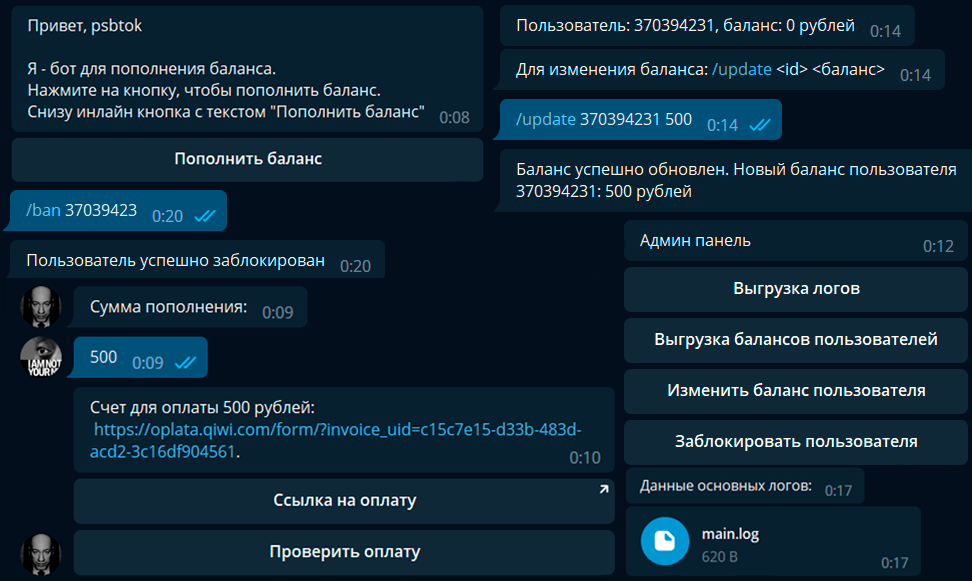 Привет, psbtok
Я - бот для пополнения баланса.
Нажмите на кнопку, чтобы пополнить баланс.
Снизу инлайн кнопка с текстом "Пополнить баланс" 0:08
Пополнить баланс
/ban 37039423 0:20
Пользователь успешно заблокирован 0:20
Сумма пополнения: 0:09
I AM NOT
YOUR
500 0:09
Счет для оплаты 500 рублей:
https://oplata.qiwi.com/form/?invoice_uid=c15c7e15-d33b-483d-
acd2-3c16df904561. 0:10
Ссылка на оплату
Проверить оплату
Пользователь: 370394231, баланс: 0 рублей 0:14
Для изменения баланса: /update <id> <баланс> 0:14
/update 370394231 500 0:14
Баланс успешно обновлен. Новый баланс пользователя
370394231: 500 рублей
Админ панель 0:12
Выгрузка логов
Выгрузка балансов пользователей
Изменить баланс пользователя
Заблокировать пользователя
Данные основных логов: 0:17
main.log
620 B 0:17